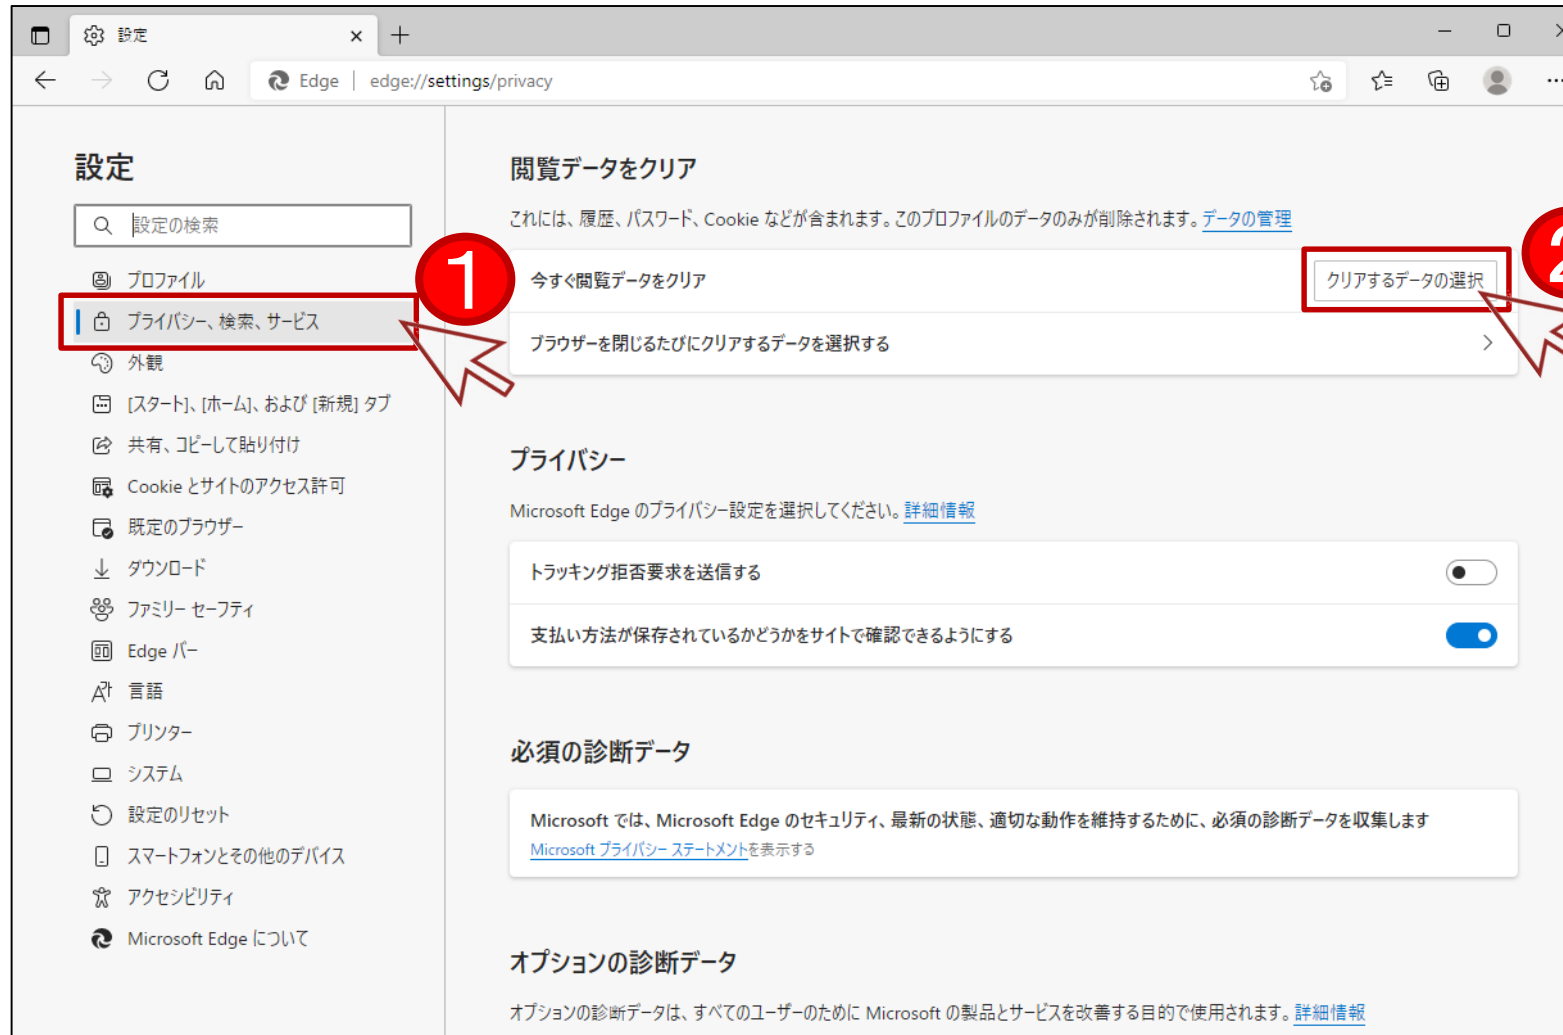 設定
Edge | edge://settings/privacy
設定
設定の検索
プロファイル
プライバシー、検索、サービス
外観
[スタート]、[ホーム]、および [新規] タブ
共有、コピーして貼り付け
Cookie とサイトのアクセス許可
既定のブラウザー
ダウンロード
ファミリー セーフティ
Edge バー
言語
プリンター
システム
設定のリセット
スマートフォンとその他のデバイス
アクセシビリティ
Microsoft Edge について
1
閲覧データをクリア
これには、履歴、パスワード、Cookie などが含まれます。このプロファイルのデータのみが削除されます。データの管理
今すぐ閲覧データをクリア
クリアするデータの選択
2
ブラウザーを閉じるたびにクリアするデータを選択する
プライバシー
Microsoft Edge のプライバシー設定を選択してください。詳細情報
トラッキング拒否要求を送信する
支払い方法が保存されているかどうかをサイトで確認できるようにする
必須の診断データ
Microsoft では、Microsoft Edge のセキュリティ、最新の状態、適切な動作を維持するために、必須の診断データを収集します
Microsoft プライバシー ステートメントを表示する
オプションの診断データ
オプションの診断データは、すべてのユーザーのために Microsoft の製品とサービスを改善する目的で使用されます。詳細情報